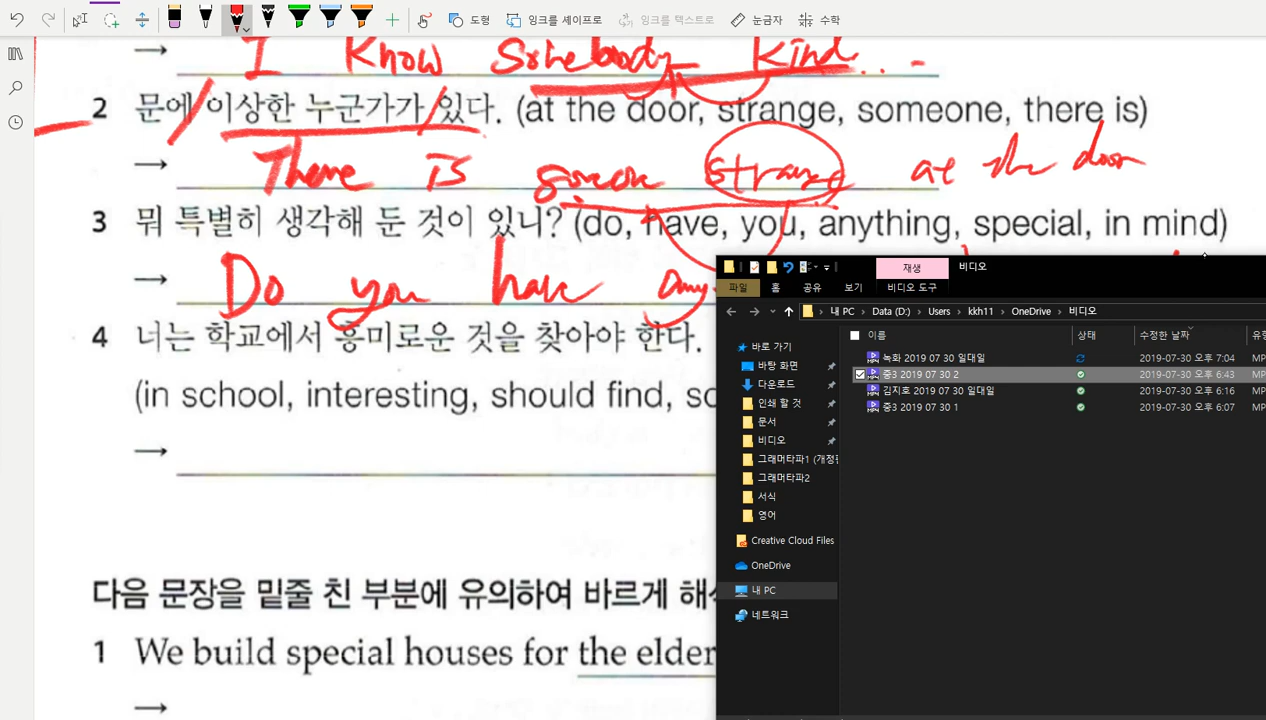 도형
잉크를 셰이프로
잉크를 텍스트로
눈금자
수학
→ I Know Somebody Kind...
2 문에 이상한 누군가가 있다. (at the door, strange, someone, there is)
→ There is someone strange at the door
3 뭐 특별히 생각해 둔 것이 있니? (do, have, you, anything, special, in mind)
→ Do you have any
4 너는 학교에서 흥미로운 것을 찾아야 한다.
(in school, interesting, should find, so
→
다음 문장을 밑줄 친 부분에 유의하여 바르게 해석
1 We build special houses for the elder
→
재생 비디오
파일 홈 공유 보기 비디오 도구
내 PC > Data (D:) > Users > kkh11 > OneDrive > 비디오
이름 상태 수정한 날짜
바로 가기
바탕 화면
다운로드
인쇄 할 것
문서
비디오
그래머타파1 (개정판
그래머타파2
서식
영어
Creative Cloud Files
OneDrive
내 PC
네트워크
녹화 2019 07 30 일대일 2019-07-30 오후 7:04 MP
중3 2019 07 30 2 2019-07-30 오후 6:43 MP
김지호 2019 07 30 일대일 2019-07-30 오후 6:16 MP
중3 2019 07 30 1 2019-07-30 오후 6:07 MP